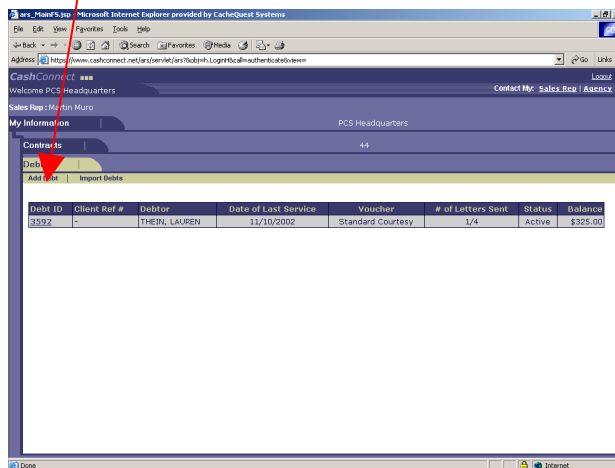 ars_MainFS.jsp - Microsoft Internet Explorer provided by CacheQuest Systems
File Edit View Favorites Tools Help
Back Search Favorites Media
Address https://www.cashconnect.net/ars/servlet/ars?&obj=h.LoginH&call=authenticate&view= Go Links
CashConnect Logout
Welcome PCS Headquarters Contact My: Sales Rep | Agency
Sales Rep : Martin Muro
My Information | PCS Headquarters
Contracts | 44
Add Debt | Import Debts
Debt ID Client Ref # Debtor Date of Last Service Voucher # of Letters Sent Status Balance
3592 - THEIN, LAUREN 11/10/2002 Standard Courtesy 1/4 Active $325.00
Done Internet